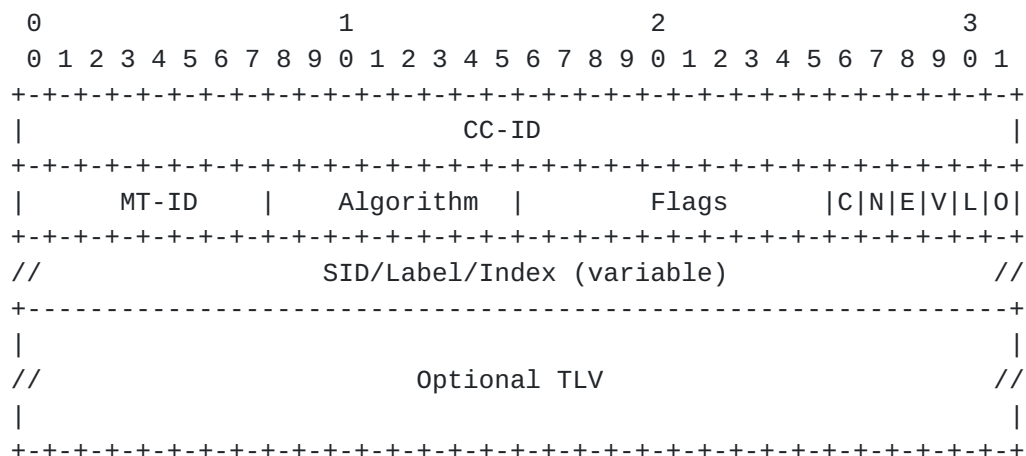 0                   1                   2                   3
 0 1 2 3 4 5 6 7 8 9 0 1 2 3 4 5 6 7 8 9 0 1 2 3 4 5 6 7 8 9 0 1
+-+-+-+-+-+-+-+-+-+-+-+-+-+-+-+-+-+-+-+-+-+-+-+-+-+-+-+-+-+-+-+-+
|                            CC-ID                              |
+-+-+-+-+-+-+-+-+-+-+-+-+-+-+-+-+-+-+-+-+-+-+-+-+-+-+-+-+-+-+-+-+
|      MT-ID    |    Algorithm  |        Flags      |C|N|E|V|L|O|
+-+-+-+-+-+-+-+-+-+-+-+-+-+-+-+-+-+-+-+-+-+-+-+-+-+-+-+-+-+-+-+-+
//                  SID/Label/Index (variable)                 //
+---------------------------------------------------------------+
|                                                               |
//                        Optional TLV                         //
|                                                               |
+-+-+-+-+-+-+-+-+-+-+-+-+-+-+-+-+-+-+-+-+-+-+-+-+-+-+-+-+-+-+-+-+